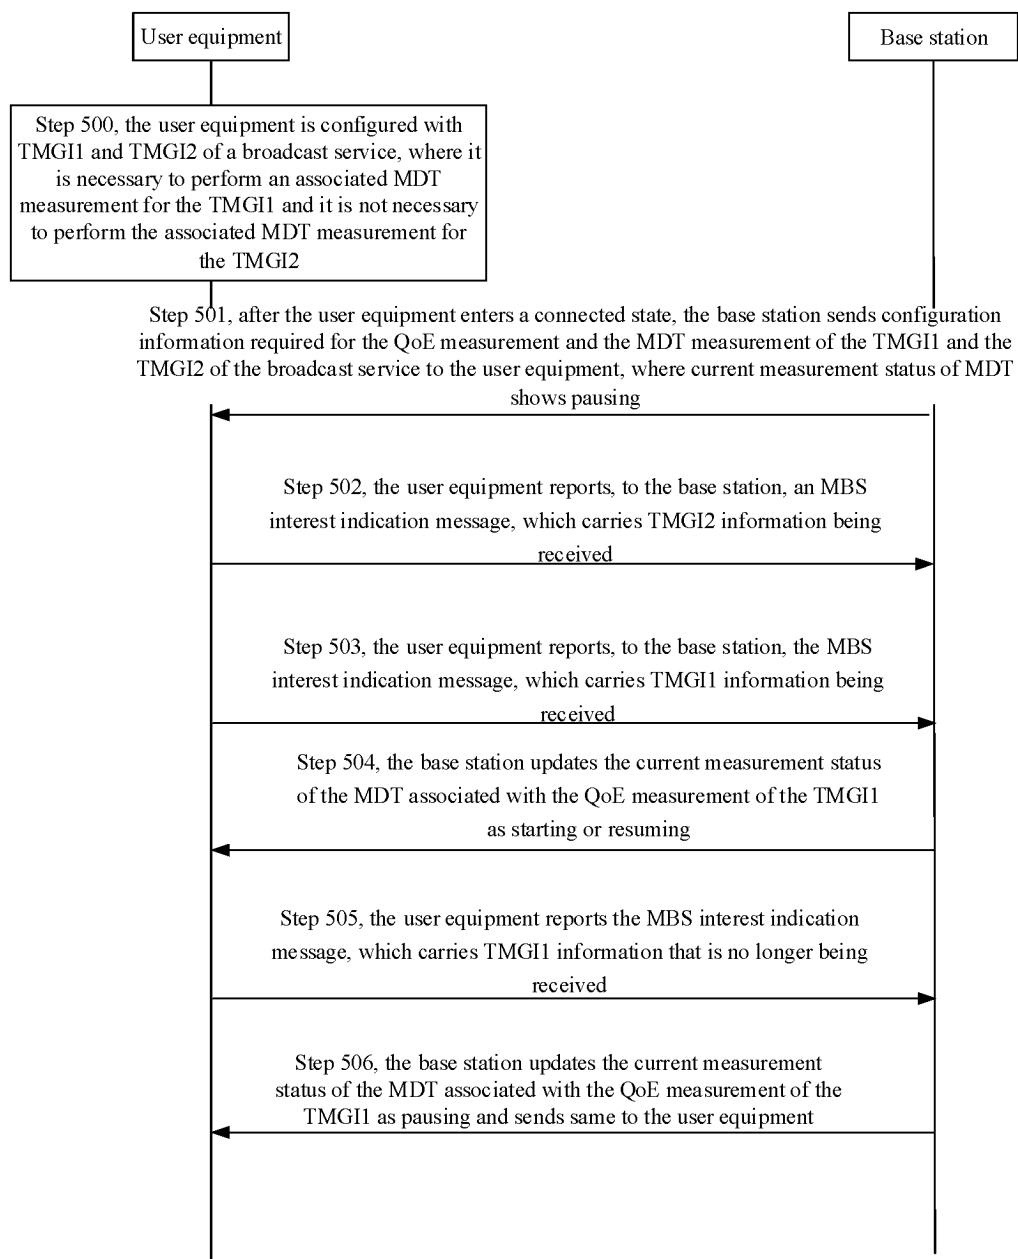 User equipment
Base station
Step 500, the user equipment is configured with
TMGI1 and TMGI2 of a broadcast service, where it
is necessary to perform an associated MDT
measurement for the TMGI1 and it is not necessary
to perform the associated MDT measurement for
the TMGI2
Step 501, after the user equipment enters a connected state, the base station sends configuration
information required for the QoE measurement and the MDT measurement of the TMGI1 and the
TMGI2 of the broadcast service to the user equipment, where current measurement status of MDT
shows pausing
Step 502, the user equipment reports, to the base station, an MBS
interest indication message, which carries TMGI2 information being
received
Step 503, the user equipment reports, to the base station, the MBS
interest indication message, which carries TMGI1 information being
received
Step 504, the base station updates the current measurement status
of the MDT associated with the QoE measurement of the TMGI1
as starting or resuming
Step 505, the user equipment reports the MBS interest indication
message, which carries TMGI1 information that is no longer being
received
Step 506, the base station updates the current measurement
status of the MDT associated with the QoE measurement of the
TMGI1 as pausing and sends same to the user equipment